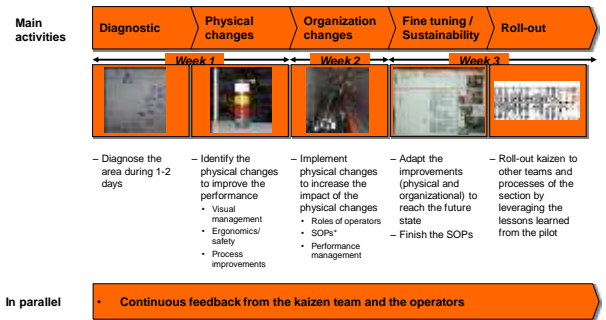 Main
activities
Diagnostic
Physical
changes
Organization
changes
Fine tuning /
Sustainability
Roll-out
Week 1
Week 2
Week 3
– Diagnose the
area during 1-2
days
– Identify the
physical changes
to improve the
performance
• Visual
management
• Ergonomics/
safety
• Process
improvements
– Implement
physical changes
to increase the
impact of the
physical changes
• Roles of operators
• SOPs*
• Performance
management
– Adapt the
improvements
(physical and
organizational) to
reach the future
state
– Finish the SOPs
– Roll-out kaizen to
other teams and
processes of the
section by
leveraging the
lessons learned
from the pilot
In parallel
• Continuous feedback from the kaizen team and the operators